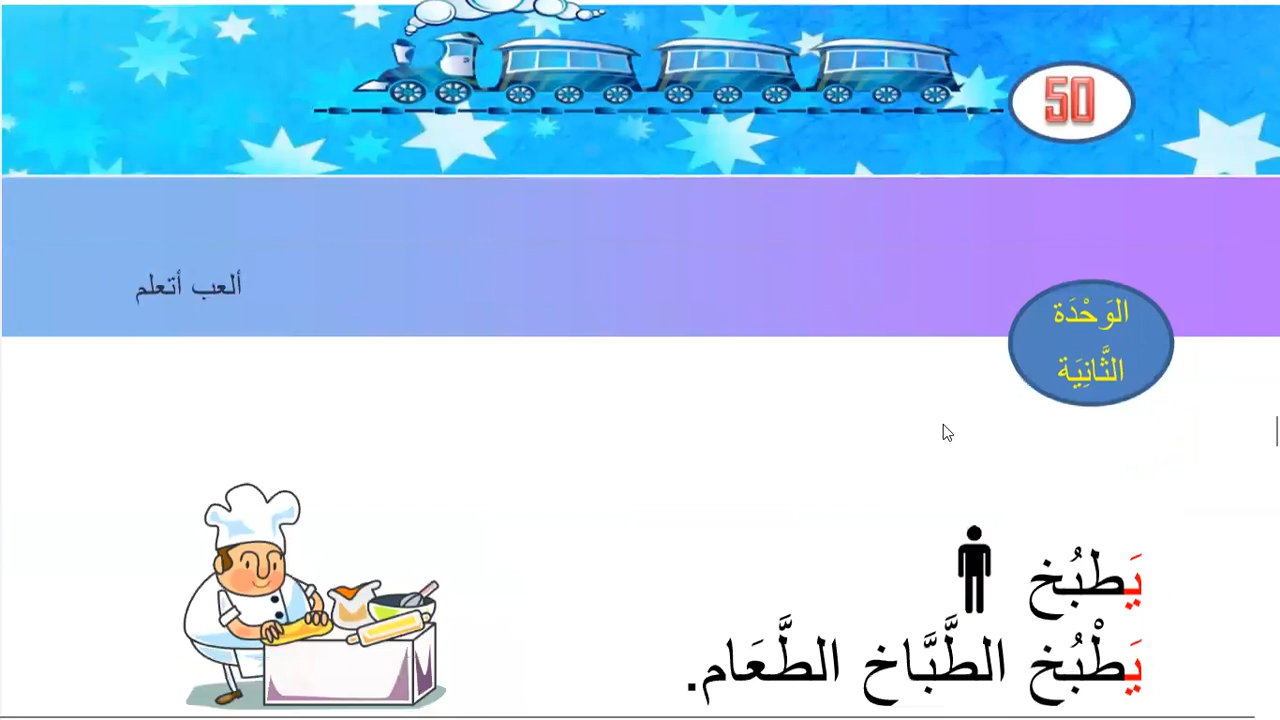 50
ألعب أتعلم
الوَحْدَة
الثَّانِيَة
يَطبُخ
يَطْبُخ الطَّبَّاخ الطَّعَام.